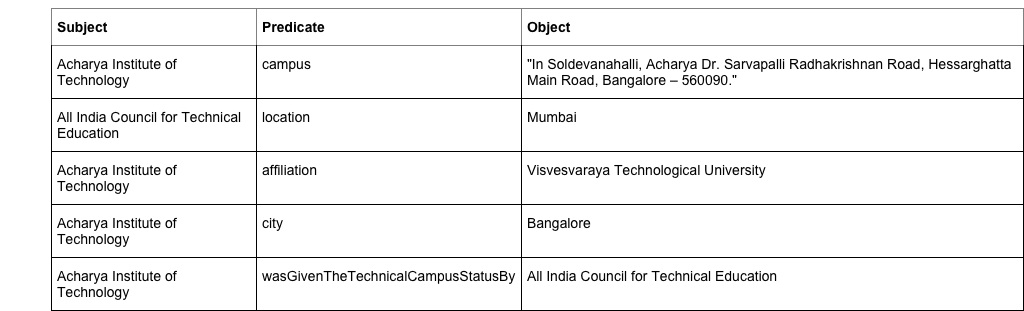 Subject Predicate Object
Acharya Institute of
Technology
campus
"In Soldevanahalli, Acharya Dr. Sarvapalli Radhakrishnan Road, Hessarghatta
Main Road, Bangalore – 560090."
All India Council for Technical
Education
location
Mumbai
Acharya Institute of
Technology
affiliation
Visvesvaraya Technological University
Acharya Institute of
Technology
city
Bangalore
Acharya Institute of
Technology
wasGivenTheTechnicalCampusStatusBy
All India Council for Technical Education